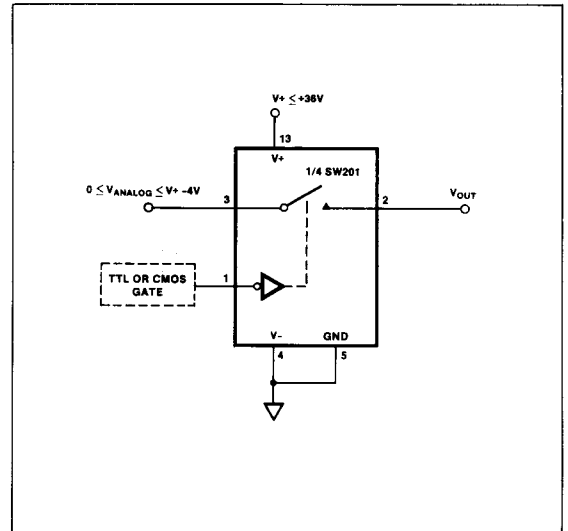 V+ ≤ +36V
13
V+
1/4 SW201
0 ≤ VANALOG ≤ V+ -4V
3
2
VOUT
TTL OR CMOS
GATE
1
V-
GND
4
5